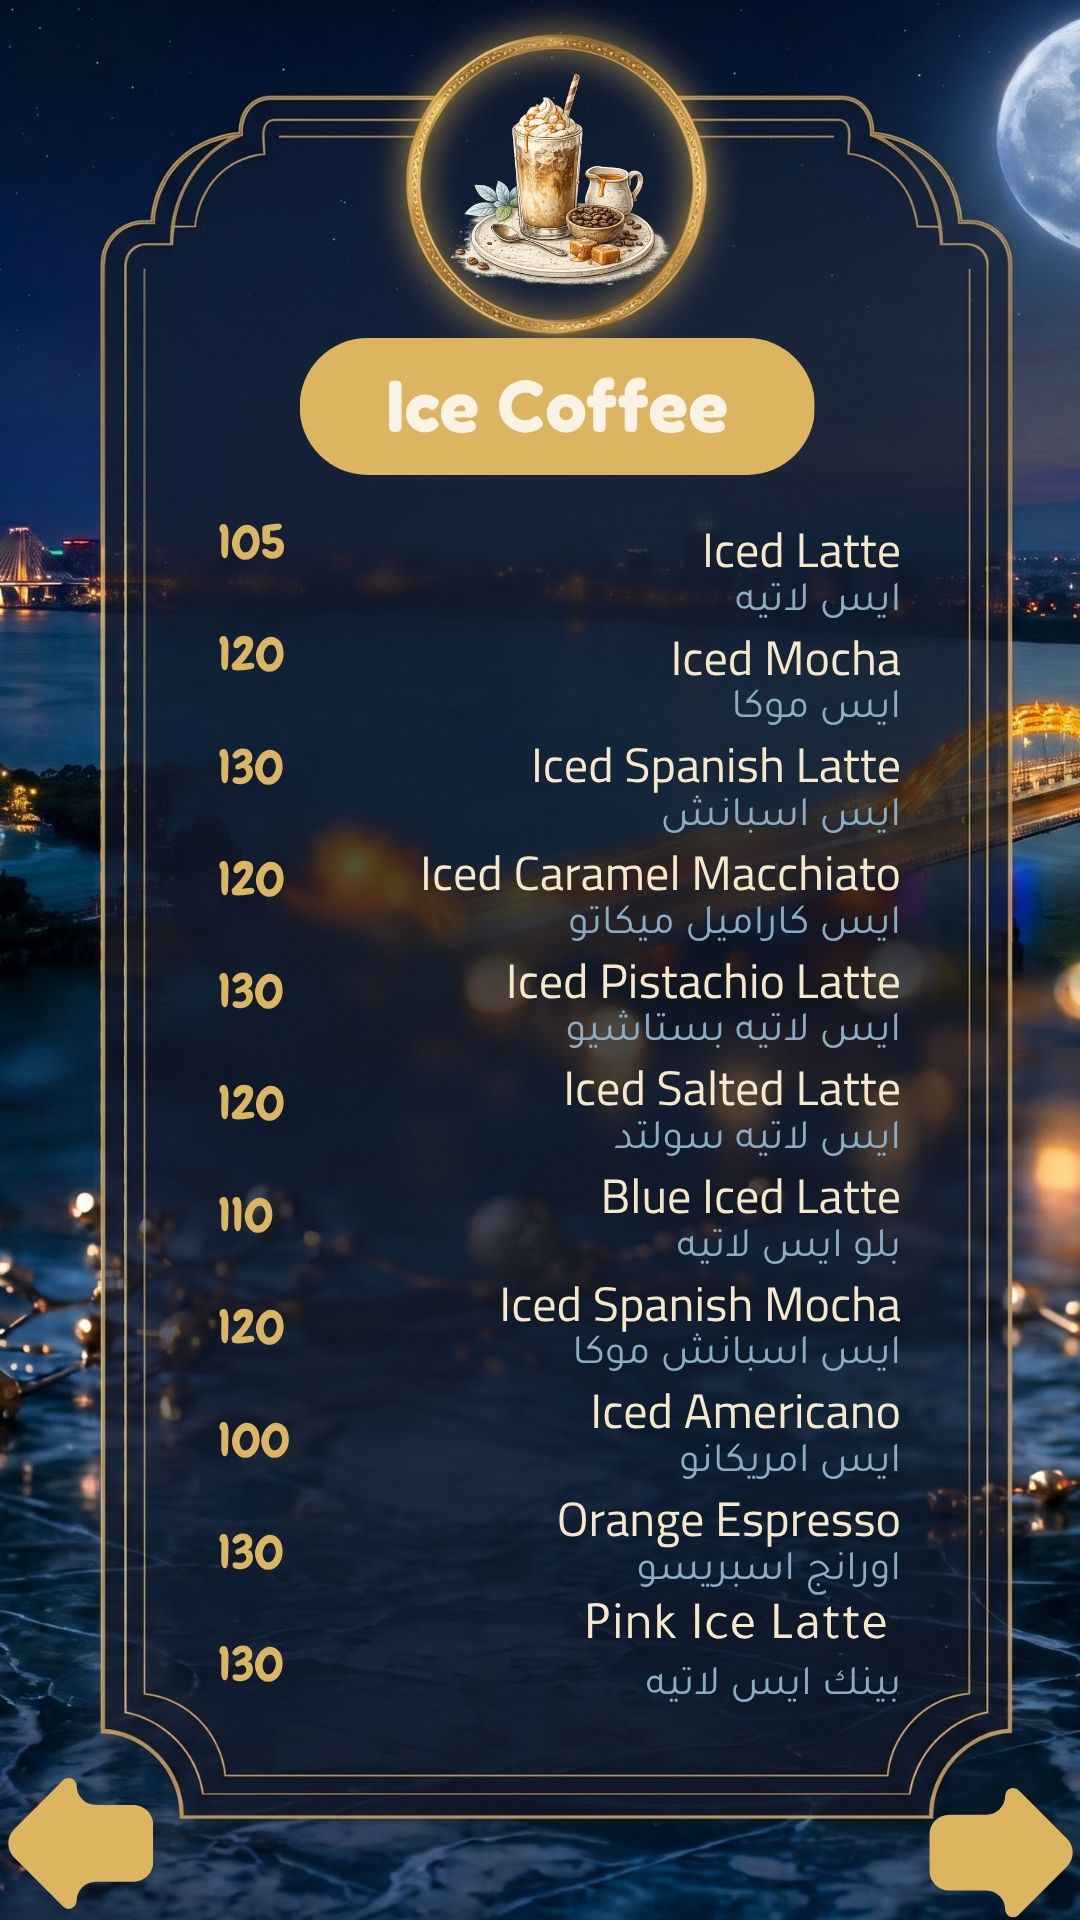 Ice Coffee
105
Iced Latte
ايس لاتيه
120
Iced Mocha
ايس موكا
130
Iced Spanish Latte
ايس اسبانش
120
Iced Caramel Macchiato
ايس كاراميل ميكاتو
130
Iced Pistachio Latte
ايس لاتيه بستاشيو
120
Iced Salted Latte
ايس لاتيه سولتد
110
Blue Iced Latte
بلو ايس لاتيه
120
Iced Spanish Mocha
ايس اسبانش موكا
100
Iced Americano
ايس امريكانو
130
Orange Espresso
اورانج اسبريسو
130
Pink Ice Latte
بينك ايس لاتيه